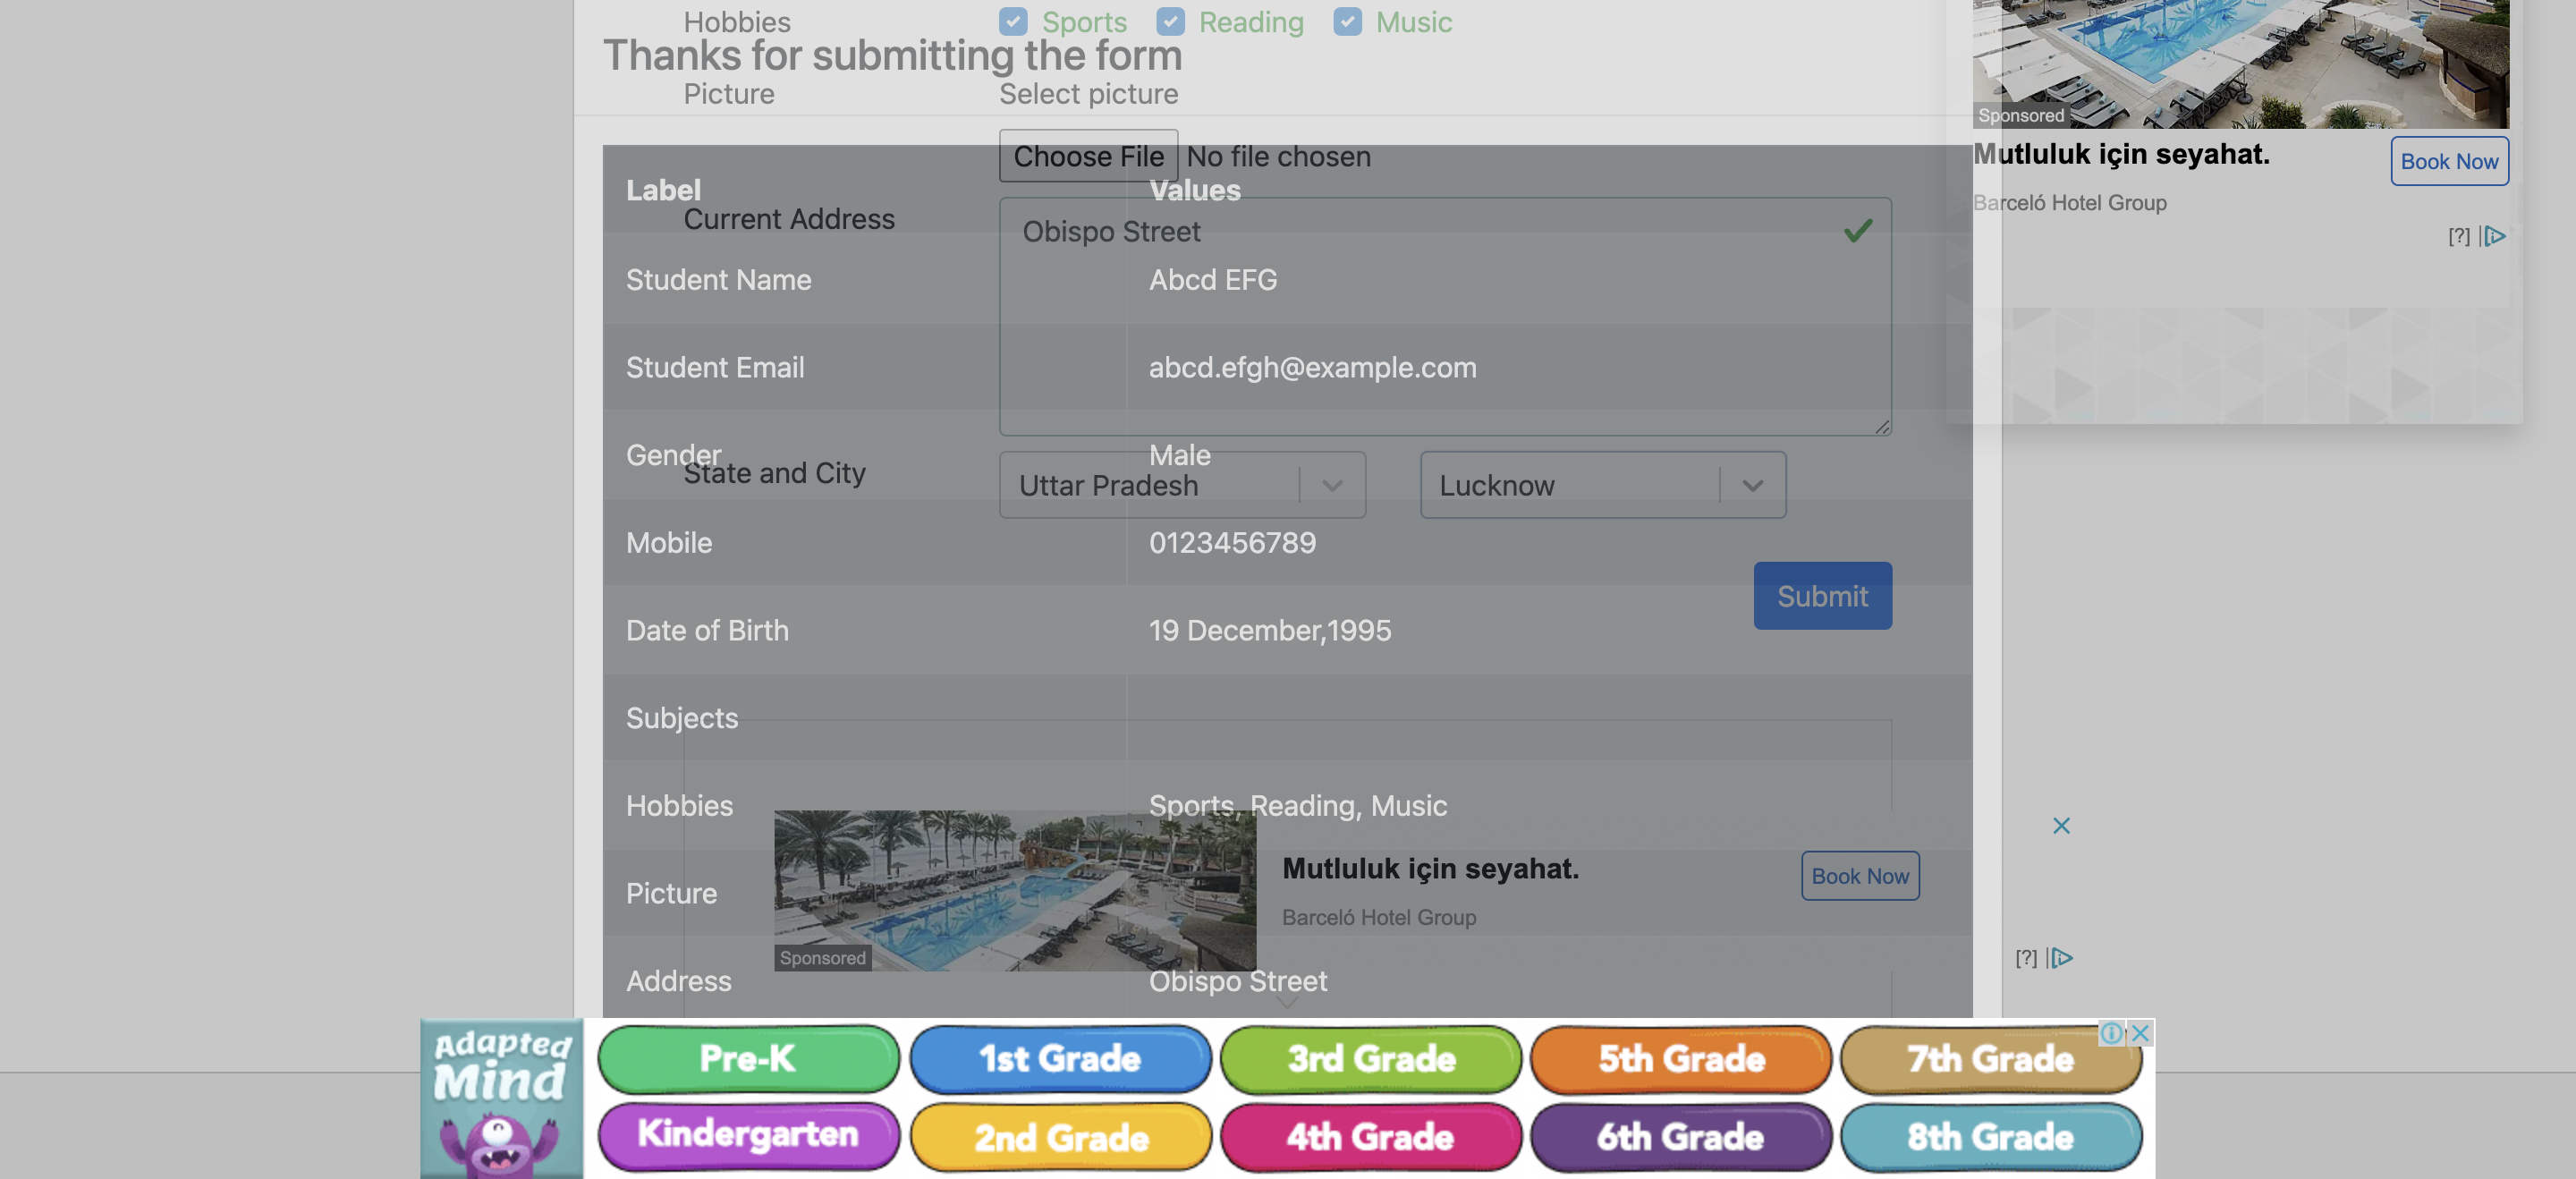 Hobbies Sports Reading Music
Thanks for submitting the form
Picture Select picture
Choose File No file chosen
Label Values
Current Address Obispo Street
Student Name Abcd EFG
Student Email abcd.efgh@example.com
Gender Male
State and City Uttar Pradesh Lucknow
Mobile 0123456789
Submit
Date of Birth 19 December,1995
Subjects
Hobbies Sports, Reading, Music
Picture
Address Obispo Street
Sponsored
Mutluluk için seyahat.
Book Now
Barceló Hotel Group
[?]
Sponsored
Mutluluk için seyahat.
Book Now
Barceló Hotel Group
[?]
Adapted
Mind
Pre-K 1st Grade 3rd Grade 5th Grade 7th Grade
Kindergarten 2nd Grade 4th Grade 6th Grade 8th Grade